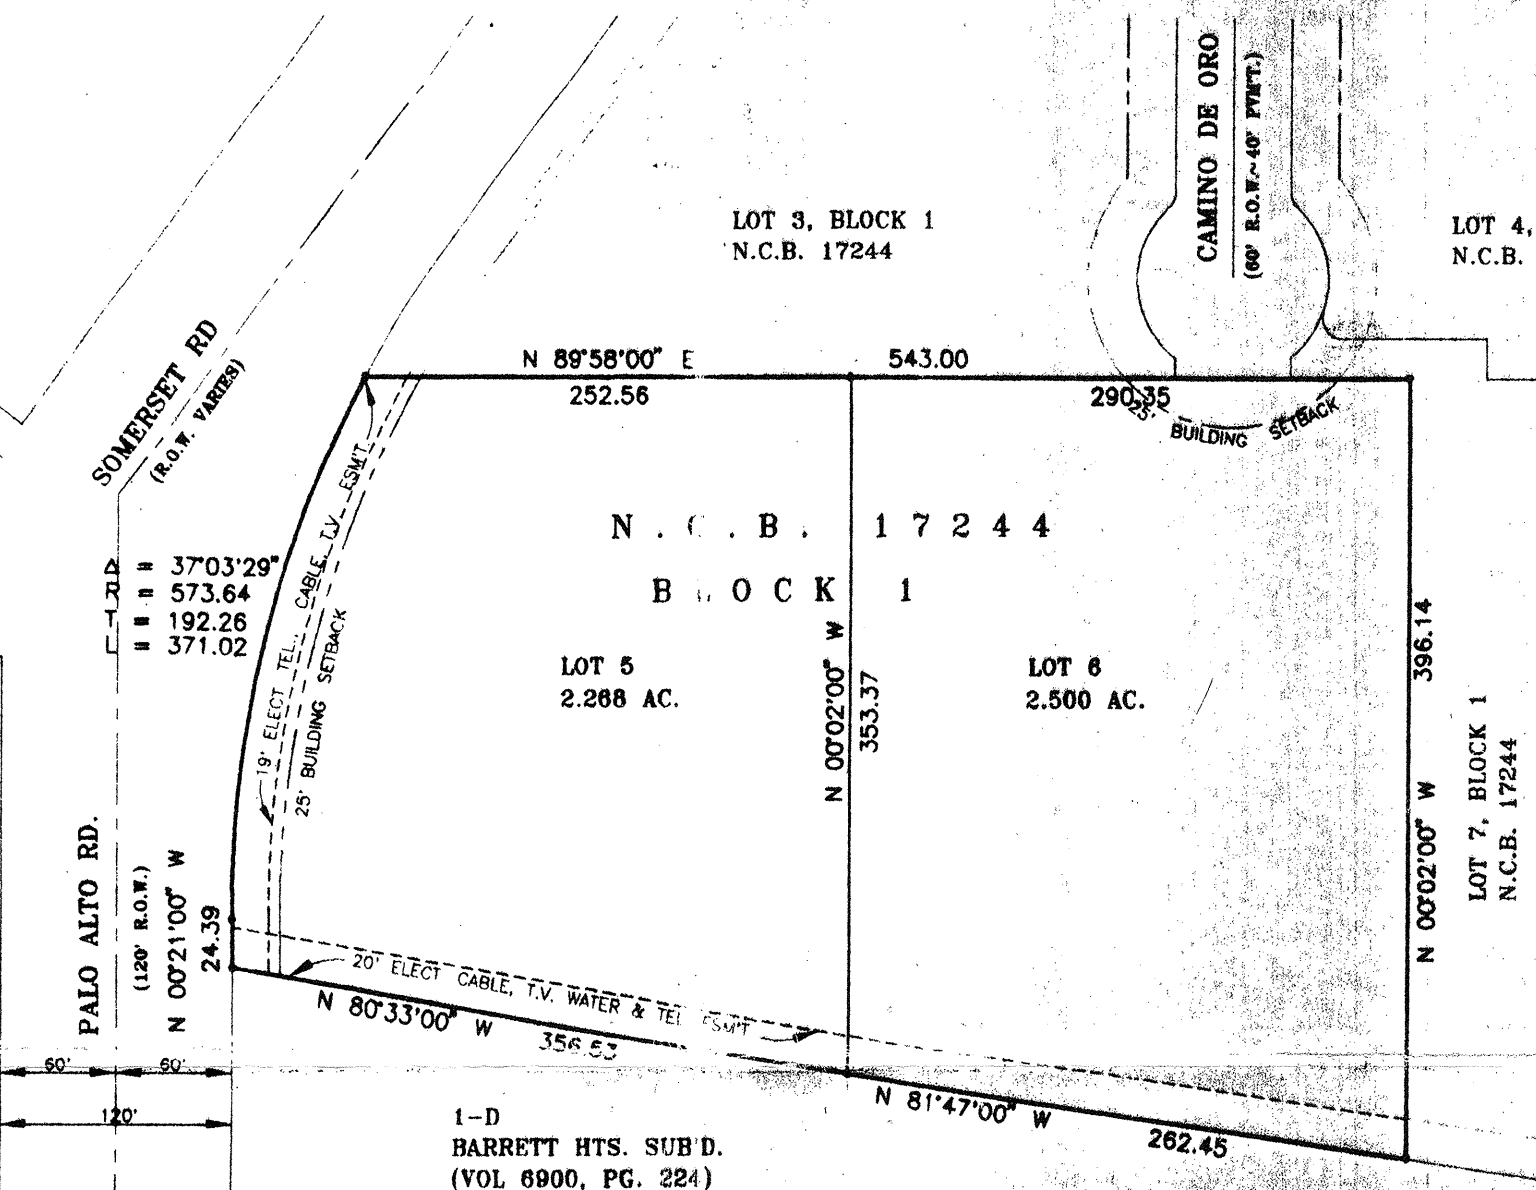 CAMINO DE ORO
(60' R.O.W.~40' PVM'T.)
LOT 3, BLOCK 1
N.C.B. 17244
LOT 4,
N.C.B.
SOMERSET RD
(R.O.W. VARIES)
N 89°58'00" E
543.00
252.56
290.35
25' BUILDING SETBACK
N.C.B. 17244
BLOCK 1
Δ = 37°03'29"
R = 573.64
T = 192.26
L = 371.02
19' ELECT TEL. CABLE, T.V. ESM'T
25' BUILDING SETBACK
LOT 5
2.268 AC.
N 00°02'00" W
353.37
LOT 6
2.500 AC.
396.14
N 00°02'00" W
LOT 7, BLOCK 1
N.C.B. 17244
PALO ALTO RD.
(120' R.O.W.)
N 00°21'00" W
24.39
20' ELECT CABLE, T.V. WATER & TEL ESM'T
N 80°33'00" W
356.53
N 81°47'00" W
262.45
60'
60'
120'
1-D
BARRETT HTS. SUB'D.
(VOL 6900, PG. 224)